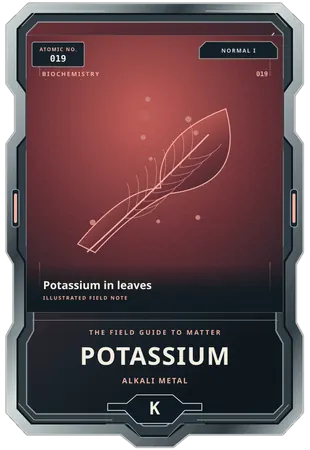 ATOMIC NO.
019
NORMAL I
BIOCHEMISTRY
019
Potassium in leaves
ILLUSTRATED FIELD NOTE
THE FIELD GUIDE TO MATTER
POTASSIUM
ALKALI METAL
K